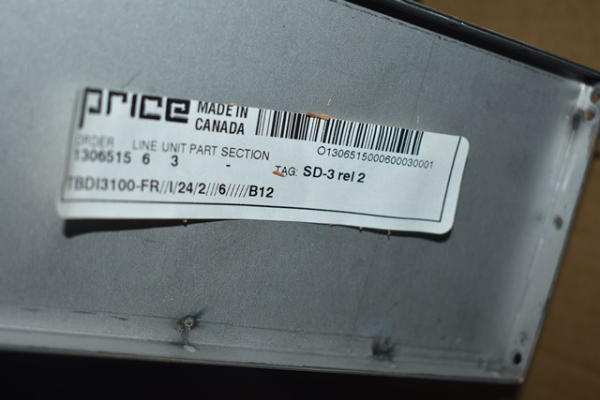 price MADE IN
CANADA
O1306515000600030001
ORDER LINE UNIT PART SECTION
1306515 6 3 -
TAG: SD-3 rel 2
TBDI3100-FR//I/24/2///6/////B12